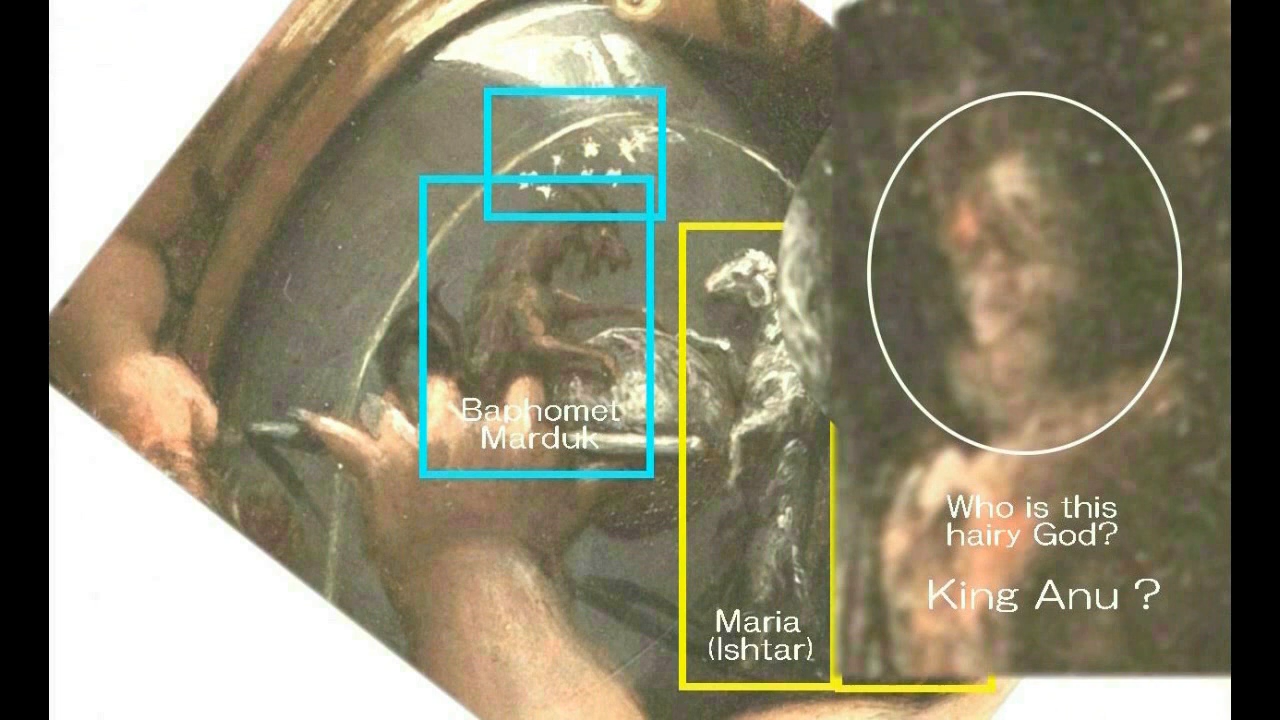 Baphomet
Marduk
Maria
(Ishtar)
Who is this
hairy God?
King Anu ?